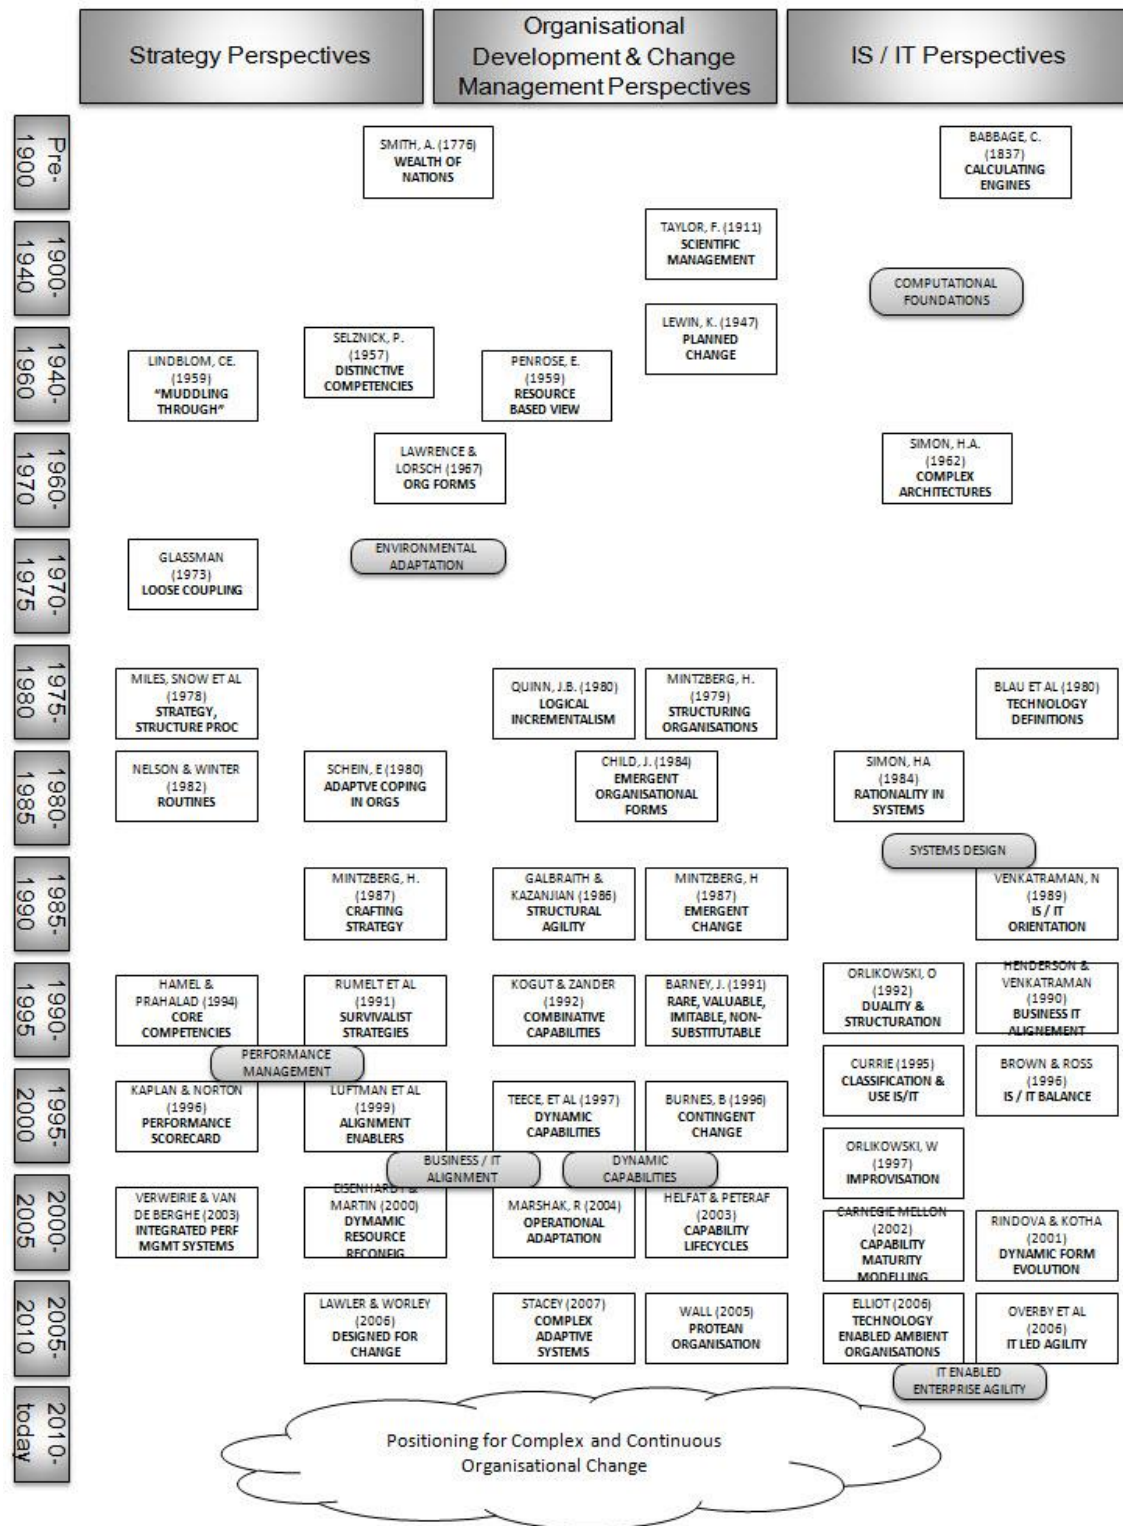 Strategy Perspectives
Organisational
Development & Change
Management Perspectives
IS / IT Perspectives
Pre-
1900
SMITH, A. (1776)
WEALTH OF
NATIONS
BABBAGE, C.
(1837)
CALCULATING
ENGINES
1900-
1940
TAYLOR, F. (1911)
SCIENTIFIC
MANAGEMENT
COMPUTATIONAL
FOUNDATIONS
1940-
1960
LINDBLOM, CE.
(1959)
“MUDDLING
THROUGH”
SELZNICK, P.
(1957)
DISTINCTIVE
COMPETENCIES
PENROSE, E.
(1959)
RESOURCE
BASED VIEW
LEWIN, K. (1947)
PLANNED
CHANGE
1960-
1970
LAWRENCE &
LORSCH (1967)
ORG FORMS
SIMON, H.A.
(1962)
COMPLEX
ARCHITECTURES
1970-
1975
GLASSMAN
(1973)
LOOSE COUPLING
ENVIRONMENTAL
ADAPTATION
1975-
1980
MILES, SNOW ET AL
(1978)
STRATEGY,
STRUCTURE PROC
QUINN, J.B. (1980)
LOGICAL
INCREMENTALISM
MINTZBERG, H.
(1979)
STRUCTURING
ORGANISATIONS
BLAU ET AL (1980)
TECHNOLOGY
DEFINITIONS
1980-
1985
NELSON & WINTER
(1982)
ROUTINES
SCHEIN, E (1980)
ADAPTVE COPING
IN ORGS
CHILD, J. (1984)
EMERGENT
ORGANISATIONAL
FORMS
SIMON, HA
(1984)
RATIONALITY IN
SYSTEMS
SYSTEMS DESIGN
1985-
1990
MINTZBERG, H.
(1987)
CRAFTING
STRATEGY
GALBRAITH &
KAZANJIAN (1986)
STRUCTURAL
AGILITY
MINTZBERG, H
(1987)
EMERGENT
CHANGE
VENKATRAMAN, N
(1989)
IS / IT
ORIENTATION
1990-
1995
HAMEL &
PRAHALAD (1994)
CORE
COMPETENCIES
RUMELT ET AL
(1991)
SURVIVALIST
STRATEGIES
KOGUT & ZANDER
(1992)
COMBINATIVE
CAPABILITIES
BARNEY, J. (1991)
RARE, VALUABLE,
IMITABLE, NON-
SUBSTITUTABLE
ORLIKOWSKI, O
(1992)
DUALITY &
STRUCTURATION
HENDERSON &
VENKATRAMAN
(1990)
BUSINESS IT
ALIGNEMENT
PERFORMANCE
MANAGEMENT
1995-
2000
KAPLAN & NORTON
(1996)
PERFORMANCE
SCORECARD
LUFTMAN ET AL
(1999)
ALIGNMENT
ENABLERS
TEECE, ET AL (1997)
DYNAMIC
CAPABILITIES
BURNES, B (1996)
CONTINGENT
CHANGE
CURRIE (1995)
CLASSIFICATION &
USE IS/IT
BROWN & ROSS
(1996)
IS / IT BALANCE
ORLIKOWSKI, W
(1997)
IMPROVISATION
BUSINESS / IT
ALIGNMENT
DYNAMIC
CAPABILITIES
2000-
2005
VERWEIRIE & VAN
DE BERGHE (2003)
INTEGRATED PERF
MGMT SYSTEMS
EISENHARDT &
MARTIN (2000)
DYMAMIC
RESOURCE
RECONFIG
MARSHAK, R (2004)
OPERATIONAL
ADAPTATION
HELFAT & PETERAF
(2003)
CAPABILITY
LIFECYCLES
CARNEGIE MELLON
(2002)
CAPABILITY
MATURITY
MODELLING
RINDOVA & KOTHA
(2001)
DYNAMIC FORM
EVOLUTION
2005-
2010
LAWLER & WORLEY
(2006)
DESIGNED FOR
CHANGE
STACEY (2007)
COMPLEX
ADAPTIVE
SYSTEMS
WALL (2005)
PROTEAN
ORGANISATION
ELLIOT (2006)
TECHNOLOGY
ENABLED AMBIENT
ORGANISATIONS
OVERBY ET AL
(2006)
IT LED AGILITY
IT ENABLED
ENTERPRISE AGILITY
2010-
today
Positioning for Complex and Continuous
Organisational Change